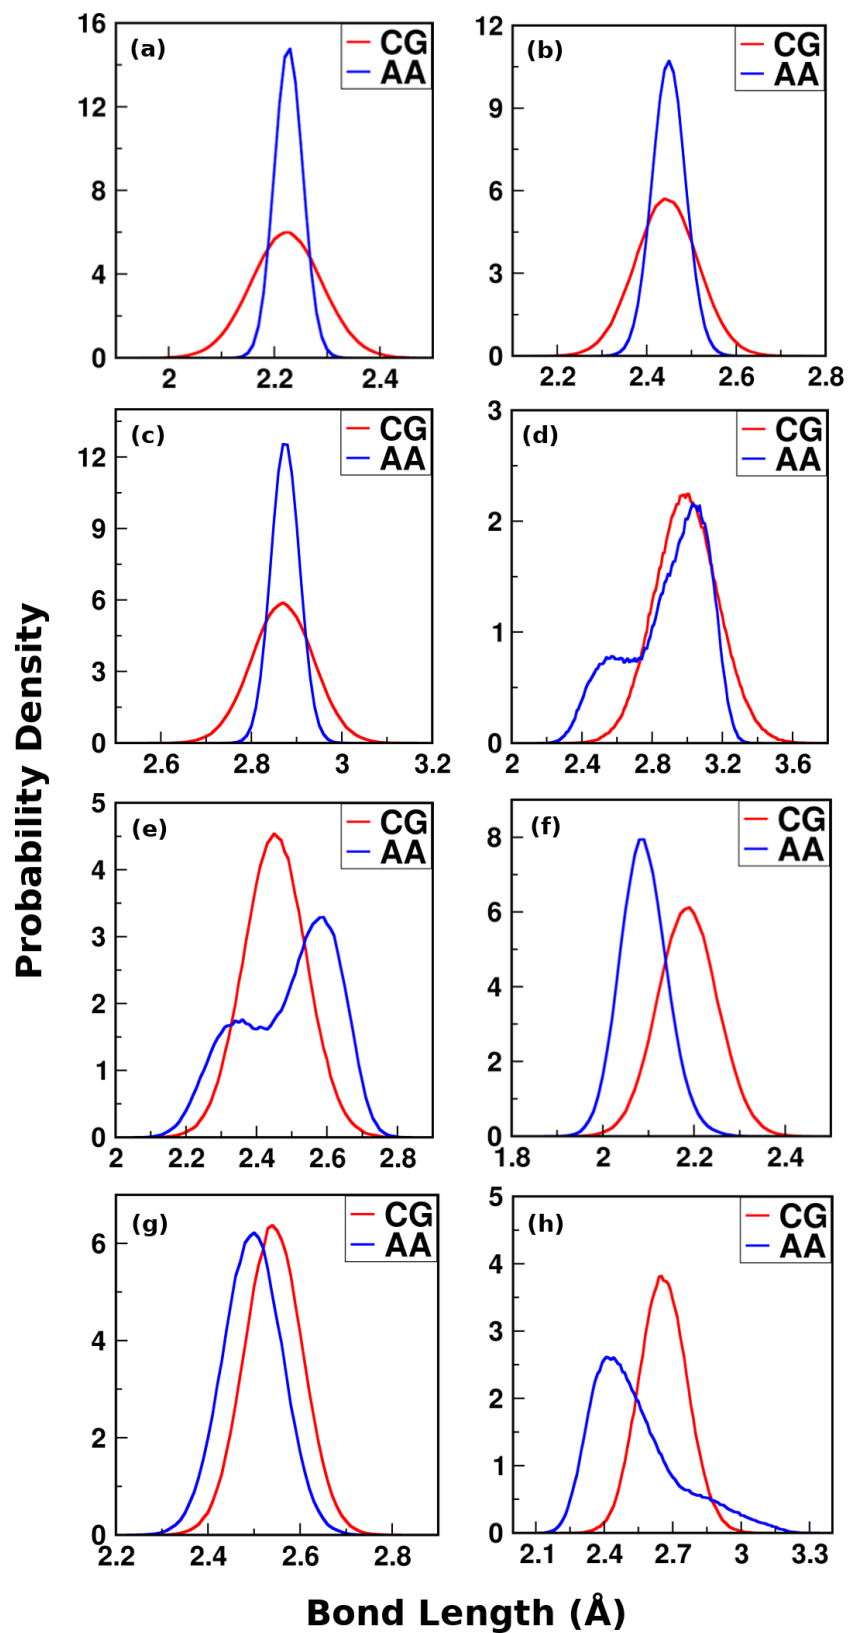 (a)
CG
AA
16
12
8
4
0
2
2.2
2.4
(b)
CG
AA
12
9
6
3
0
2.2
2.4
2.6
2.8
(c)
CG
AA
12
9
6
3
0
2.6
2.8
3
3.2
(d)
CG
AA
3
2
1
0
2
2.4
2.8
3.2
3.6
Probability Density
(e)
CG
AA
5
4
3
2
1
0
2
2.2
2.4
2.6
2.8
(f)
CG
AA
8
6
4
2
0
1.8
2
2.2
2.4
(g)
CG
AA
6
4
2
0
2.2
2.4
2.6
2.8
(h)
CG
AA
5
4
3
2
1
0
2.1
2.4
2.7
3
3.3
Bond Length (Å)